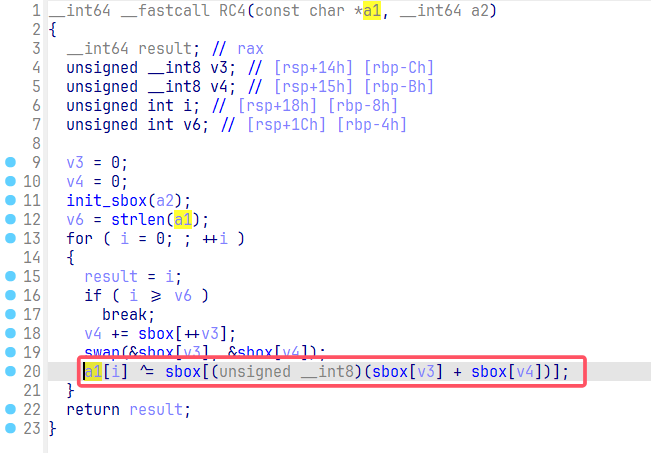 1 __int64 __fastcall RC4(const char *a1, __int64 a2)
2 {
3 __int64 result; // rax
4 unsigned __int8 v3; // [rsp+14h] [rbp-Ch]
5 unsigned __int8 v4; // [rsp+15h] [rbp-Bh]
6 unsigned int i; // [rsp+18h] [rbp-8h]
7 unsigned int v6; // [rsp+1Ch] [rbp-4h]
8
9 v3 = 0;
10 v4 = 0;
11 init_sbox(a2);
12 v6 = strlen(a1);
13 for ( i = 0; ; ++i )
14 {
15 result = i;
16 if ( i >= v6 )
17 break;
18 v4 += sbox[++v3];
19 swap(&sbox[v3], &sbox[v4]);
20 a1[i] ^= sbox[(unsigned __int8)(sbox[v3] + sbox[v4])];
21 }
22 return result;
23 }